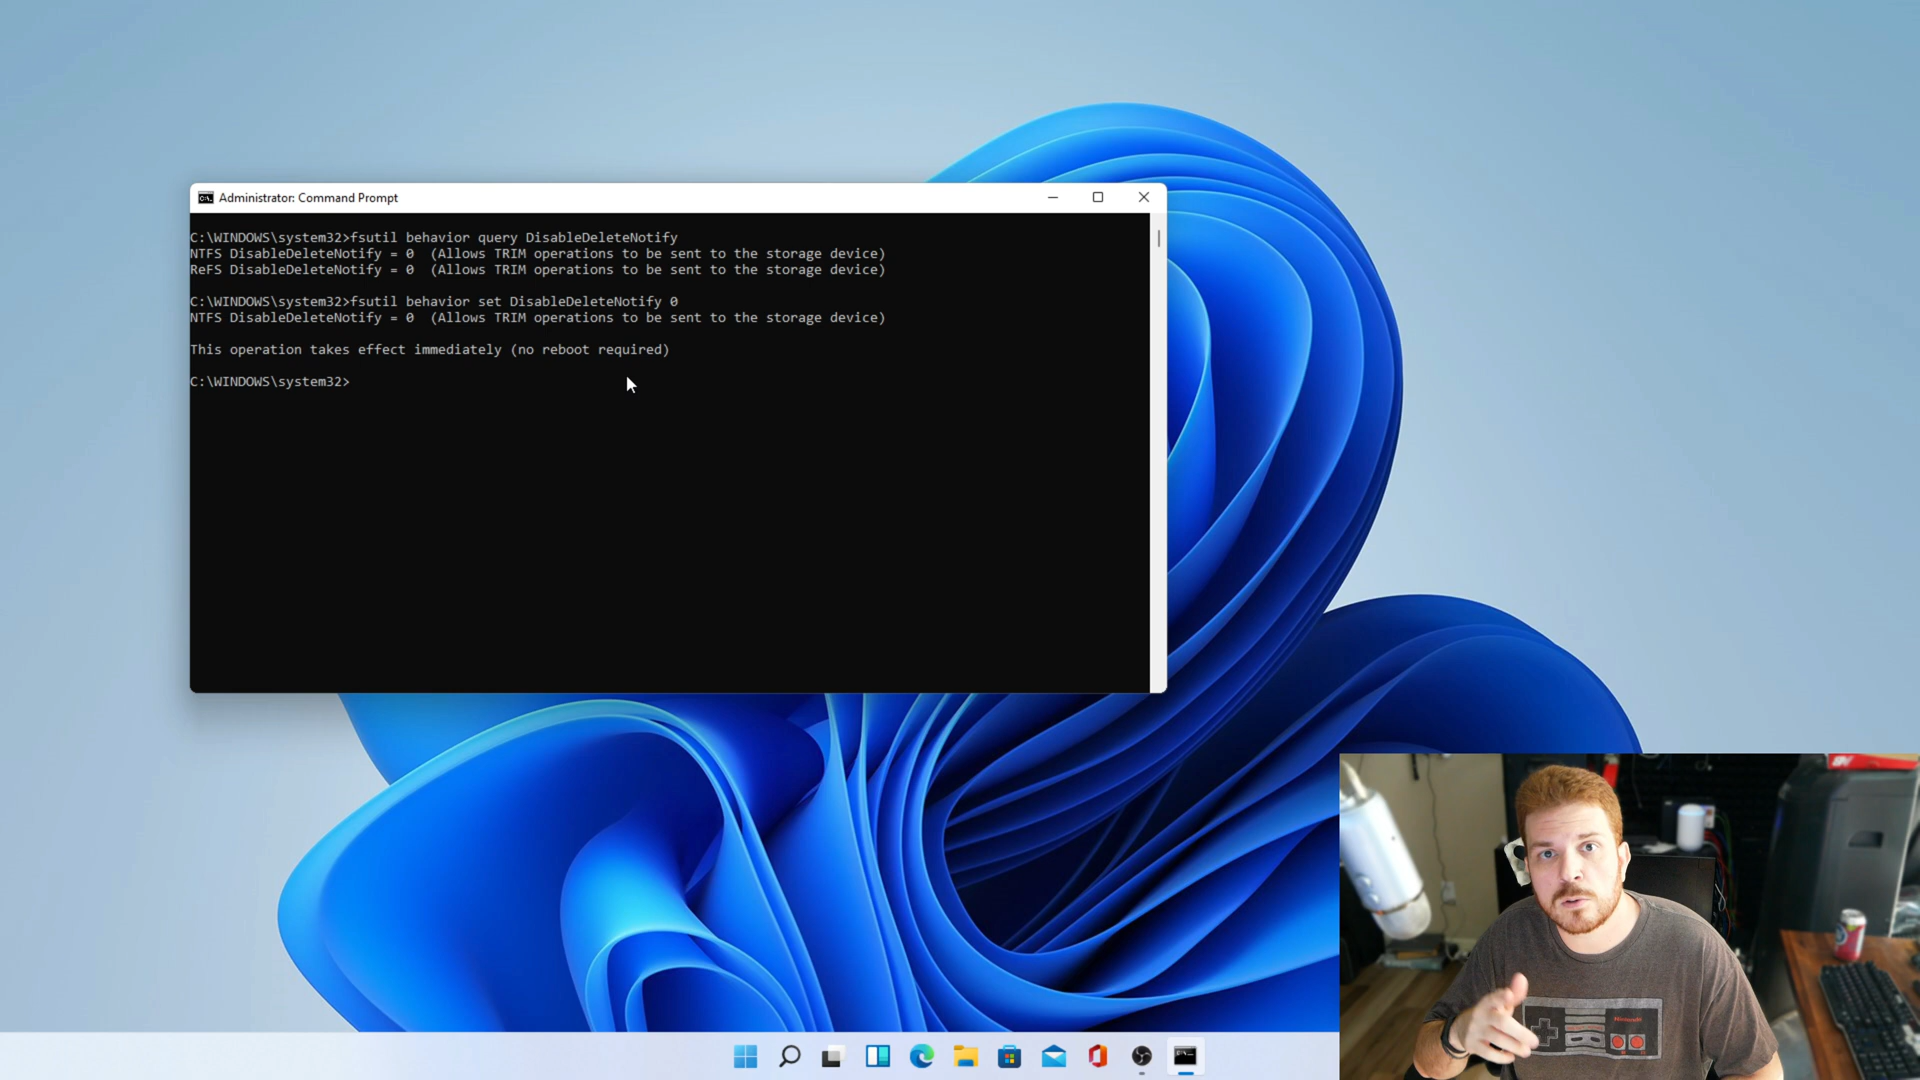 Administrator: Command Prompt
C:\WINDOWS\system32>fsutil behavior query DisableDeleteNotify
NTFS DisableDeleteNotify = 0  (Allows TRIM operations to be sent to the storage device)
ReFS DisableDeleteNotify = 0  (Allows TRIM operations to be sent to the storage device)
C:\WINDOWS\system32>fsutil behavior set DisableDeleteNotify 0
NTFS DisableDeleteNotify = 0  (Allows TRIM operations to be sent to the storage device)
This operation takes effect immediately (no reboot required)
C:\WINDOWS\system32>
Nintendo